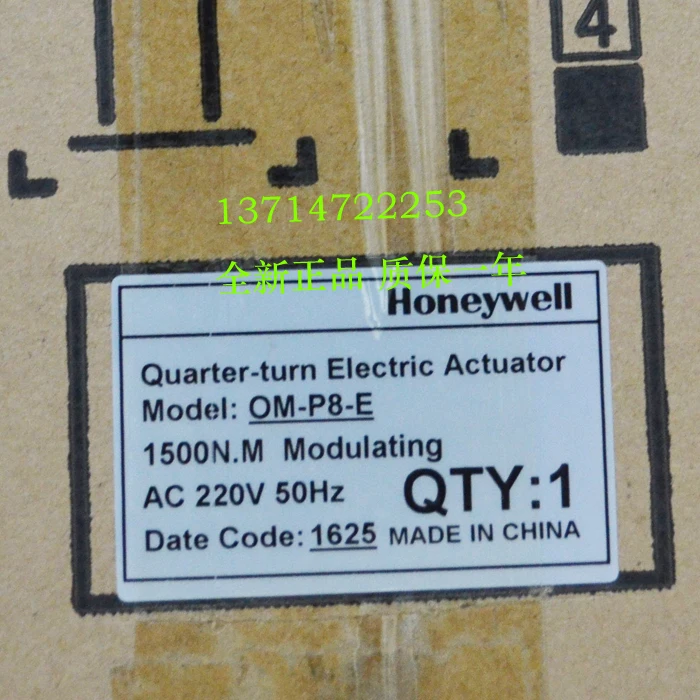 4
13714722253
全新正品 质保一年
Honeywell
Quarter-turn Electric Actuator
Model: OM-P8-E
1500N.M Modulating
AC 220V 50Hz
QTY:1
Date Code: 1625 MADE IN CHINA